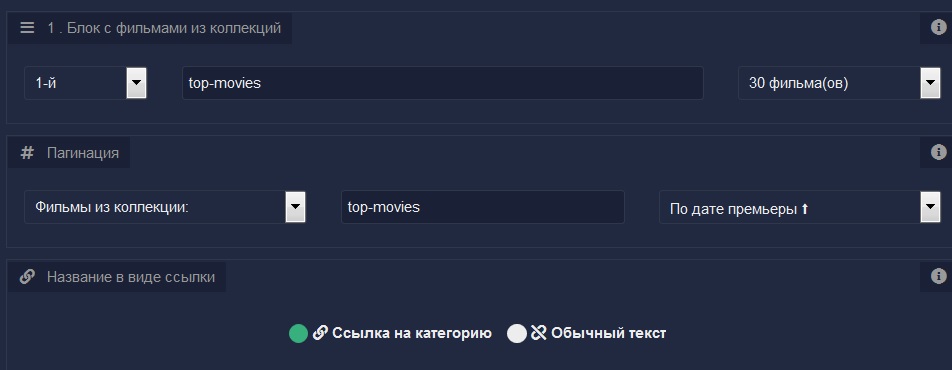 1 . Блок с фильмами из коллекций
1-й top-movies 30 фильма(ов)
# Пагинация
Фильмы из коллекции: top-movies По дате премьеры ⬆
Название в виде ссылки
Ссылка на категорию Обычный текст